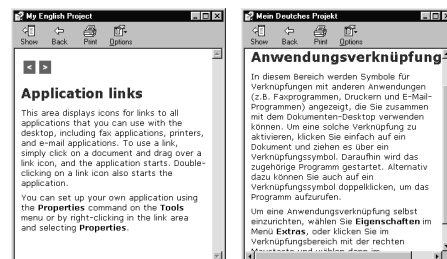 My English Project
Show Back Print Options
Application links
This area displays icons for links to all
applications that you can use with the
desktop, including fax applications, printers,
and e-mail applications. To use a link,
simply click on a document and drag over a
link icon, and the application starts. Double-
clicking on a link icon also starts the
application.
You can set up your own application using
the Properties command on the Tools
menu or by right-clicking in the link area
and selecting Properties.
Mein Deutches Projekt
Show Back Print Options
Anwendungsverknüpfung
In diesem Bereich werden Symbole für
Verknüpfungen mit anderen Anwendungen
(z.B. Faxprogrammen, Druckern und E-Mail-
Programmen) angezeigt, die Sie zusammen
mit dem Dokumenten-Desktop verwenden
können. Um eine solche Verknüpfung zu
aktivieren, klicken Sie einfach auf ein
Dokument und ziehen es über ein
Verknüpfungssymbol. Daraufhin wird das
zugehörige Programm gestartet. Alternativ
dazu können Sie auch auf ein
Verknüpfungssymbol doppelklicken, um das
Programm aufzurufen.
Um eine Anwendungsverknüpfung selbst
einzurichten, wählen Sie Eigenschaften im
Menü Extras, oder klicken Sie im
Verknüpfungsbereich mit der rechten